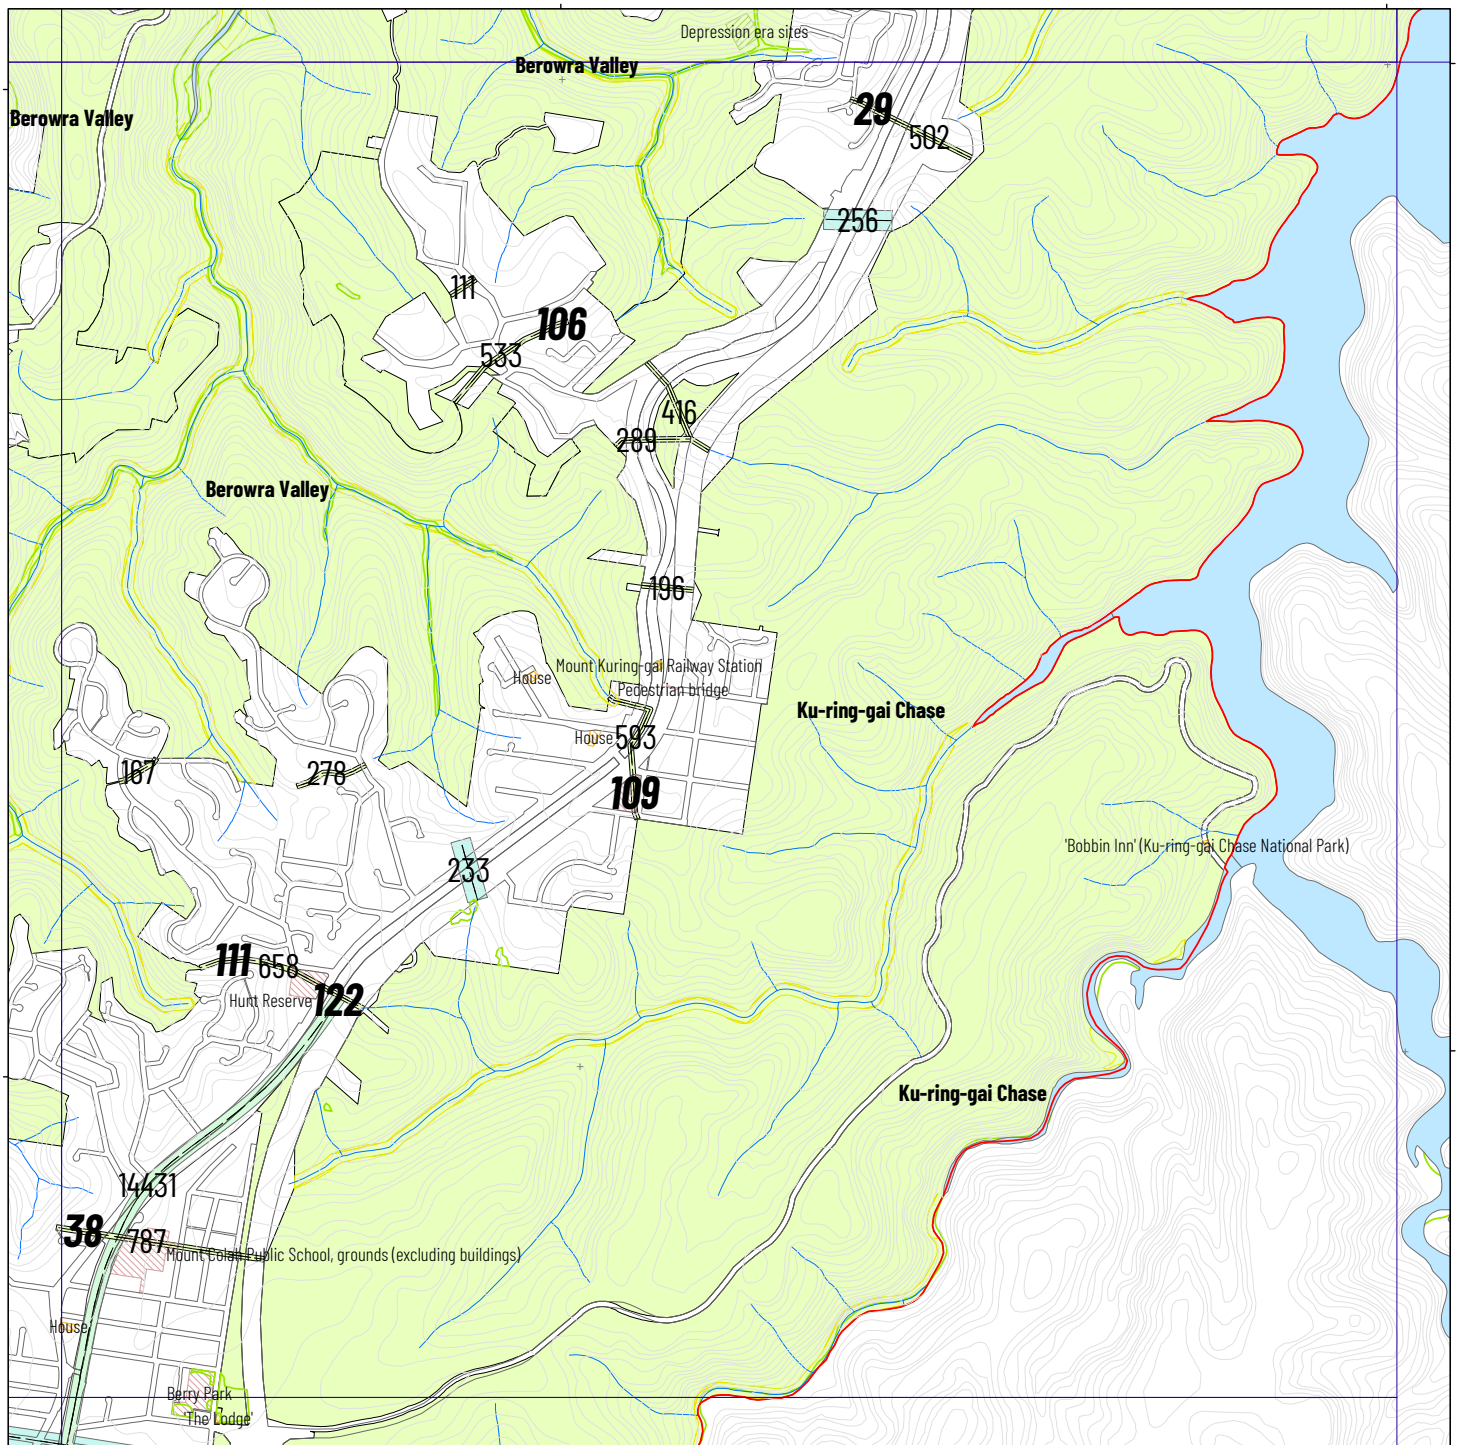 Depression era sites
Berowra Valley
29
Berowra Valley
502
256
111
106
533
416
289
Berowra Valley
196
Mount Kuring-gai Railway Station
House
Pedestrian bridge
Ku-ring-gai Chase
House
593
167
278
109
'Bobbin Inn' (Ku-ring-gai Chase National Park)
233
111
658
Hunt Reserve
122
Ku-ring-gai Chase
14431
38
787
Mount Colah Public School, grounds (excluding buildings)
House
Berry Park
'The Lodge'